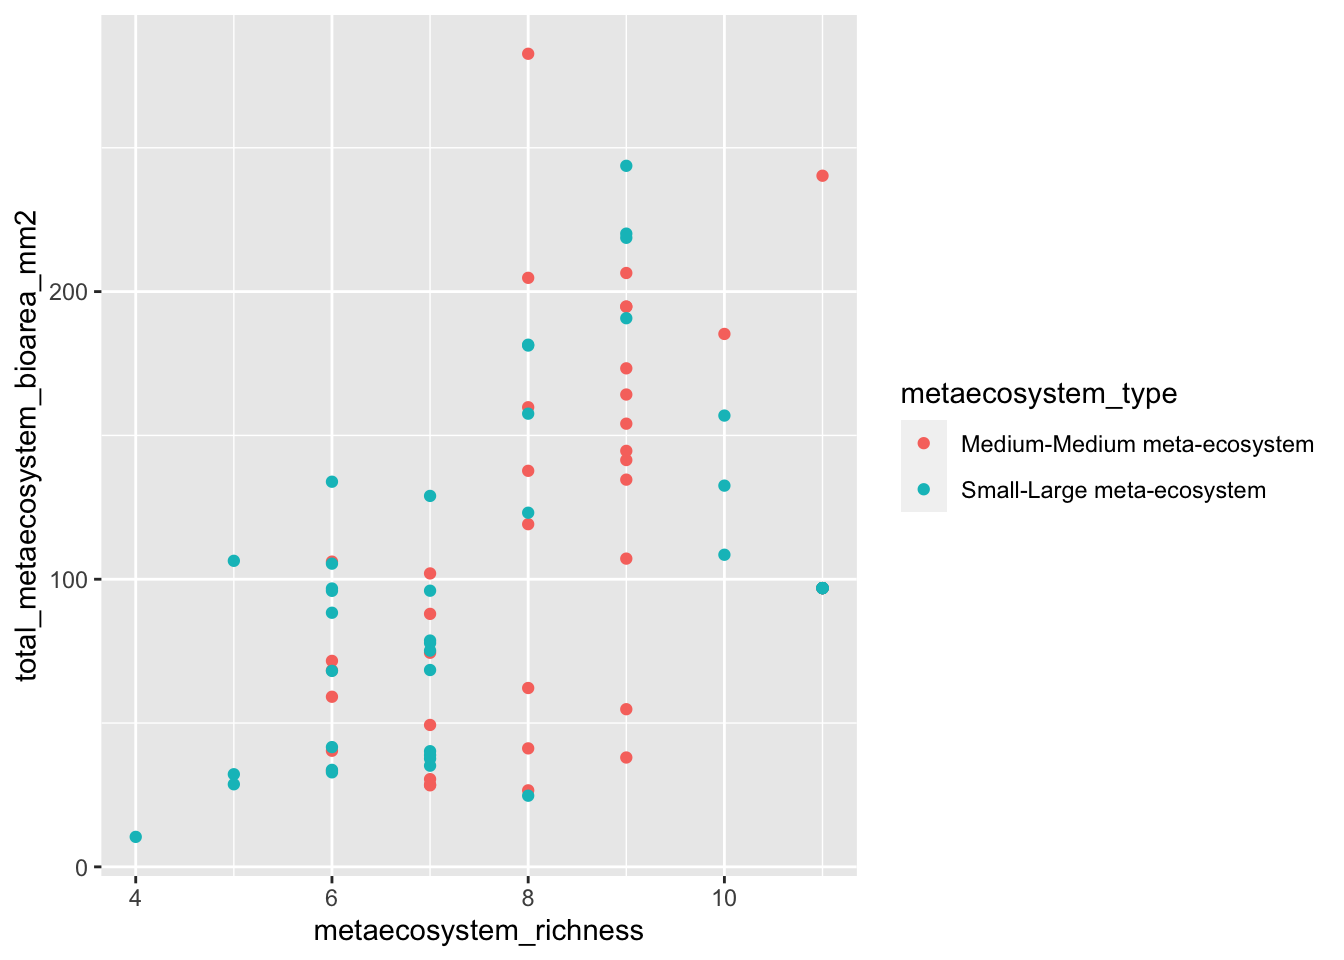 total_metaecosystem_bioarea_mm2
200
100
0
4 6 8 10
metaecosystem_richness
metaecosystem_type
Medium-Medium meta-ecosystem
Small-Large meta-ecosystem